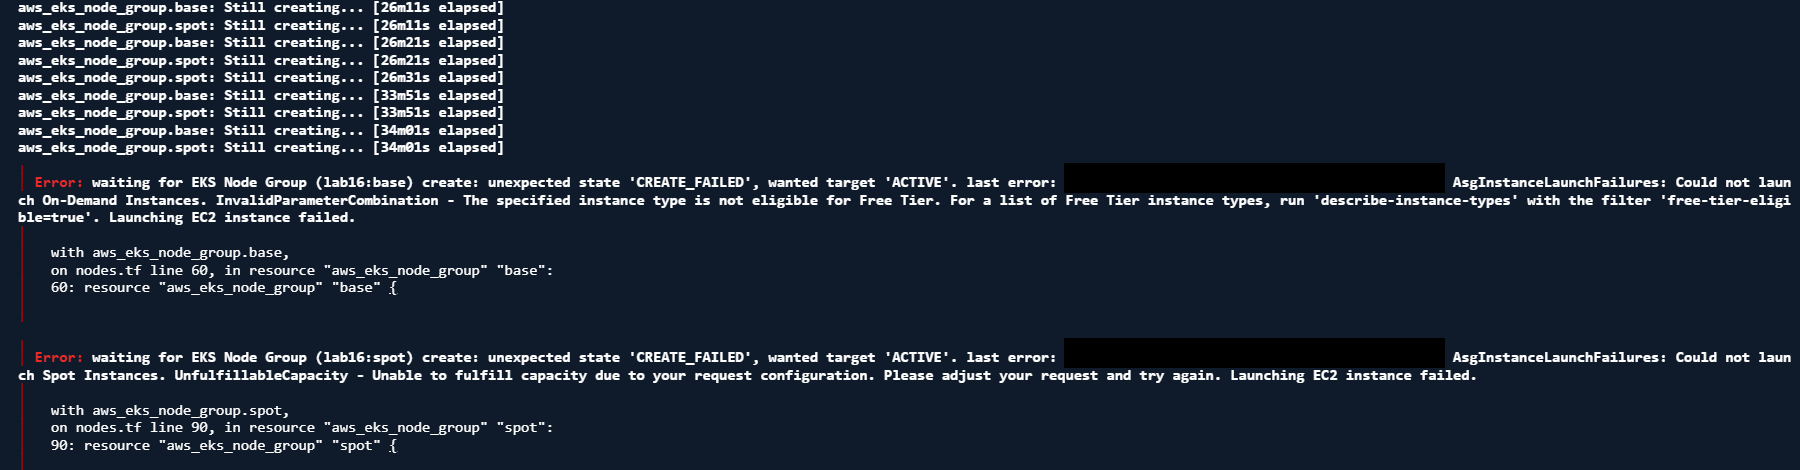 aws_eks_node_group.base: Still creating... [26m11s elapsed]
aws_eks_node_group.spot: Still creating... [26m11s elapsed]
aws_eks_node_group.base: Still creating... [26m21s elapsed]
aws_eks_node_group.spot: Still creating... [26m21s elapsed]
aws_eks_node_group.spot: Still creating... [26m31s elapsed]
aws_eks_node_group.base: Still creating... [33m51s elapsed]
aws_eks_node_group.spot: Still creating... [33m51s elapsed]
aws_eks_node_group.base: Still creating... [34m01s elapsed]
aws_eks_node_group.spot: Still creating... [34m01s elapsed]
Error: waiting for EKS Node Group (lab16:base) create: unexpected state 'CREATE_FAILED', wanted target 'ACTIVE'. last error: AsgInstanceLaunchFailures: Could not laun
ch On-Demand Instances. InvalidParameterCombination - The specified instance type is not eligible for Free Tier. For a list of Free Tier instance types, run 'describe-instance-types' with the filter 'free-tier-eligi
ble=true'. Launching EC2 instance failed.
with aws_eks_node_group.base,
on nodes.tf line 60, in resource "aws_eks_node_group" "base":
60: resource "aws_eks_node_group" "base" {
Error: waiting for EKS Node Group (lab16:spot) create: unexpected state 'CREATE_FAILED', wanted target 'ACTIVE'. last error: AsgInstanceLaunchFailures: Could not laun
ch Spot Instances. UnfulfillableCapacity - Unable to fulfill capacity due to your request configuration. Please adjust your request and try again. Launching EC2 instance failed.
with aws_eks_node_group.spot,
on nodes.tf line 90, in resource "aws_eks_node_group" "spot":
90: resource "aws_eks_node_group" "spot" {